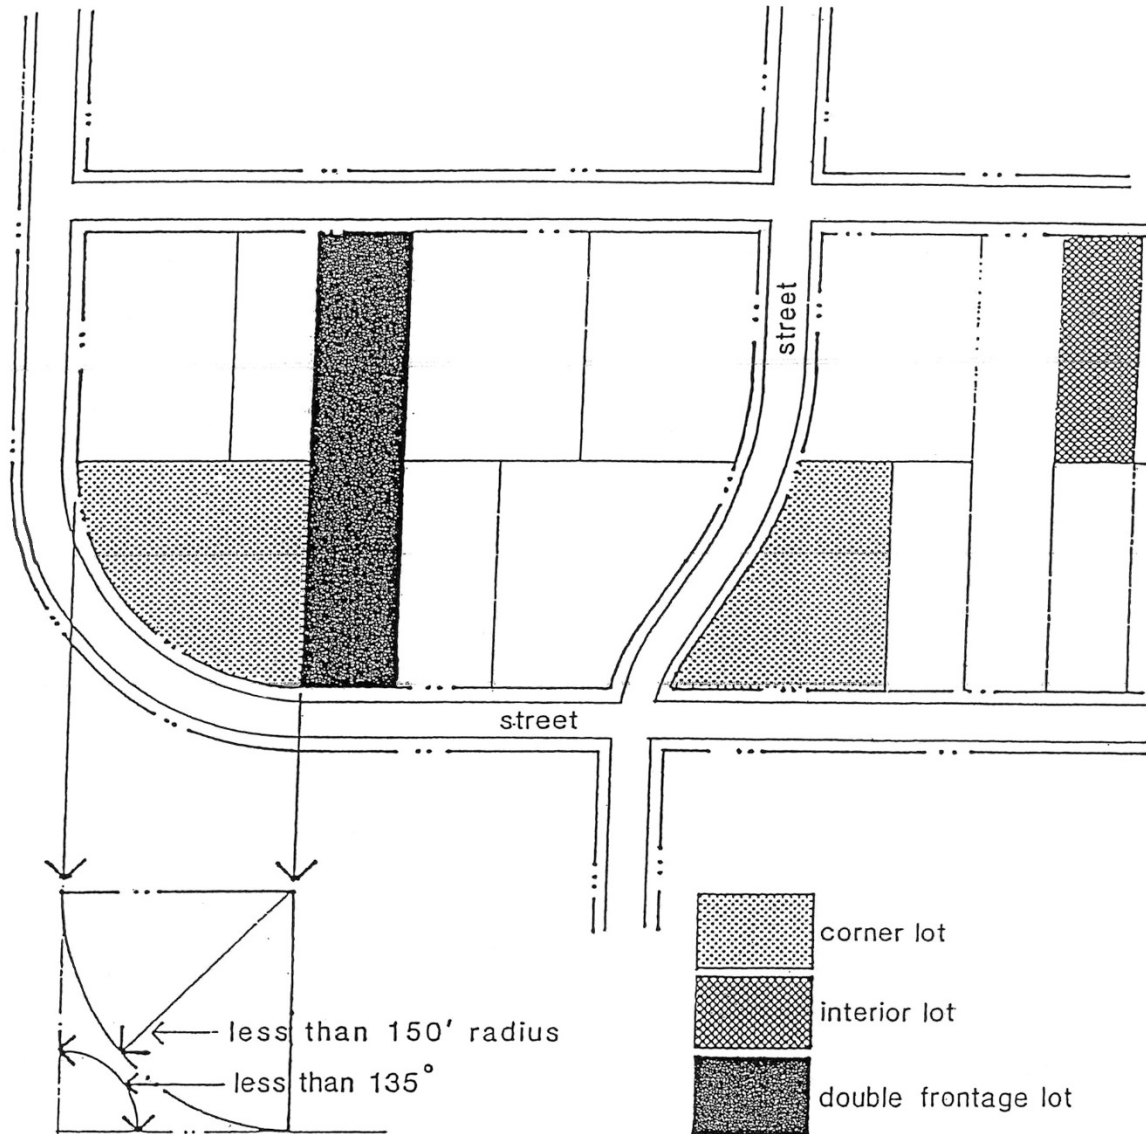 street
street
less than 150' radius
less than 135°
corner lot
interior lot
double frontage lot